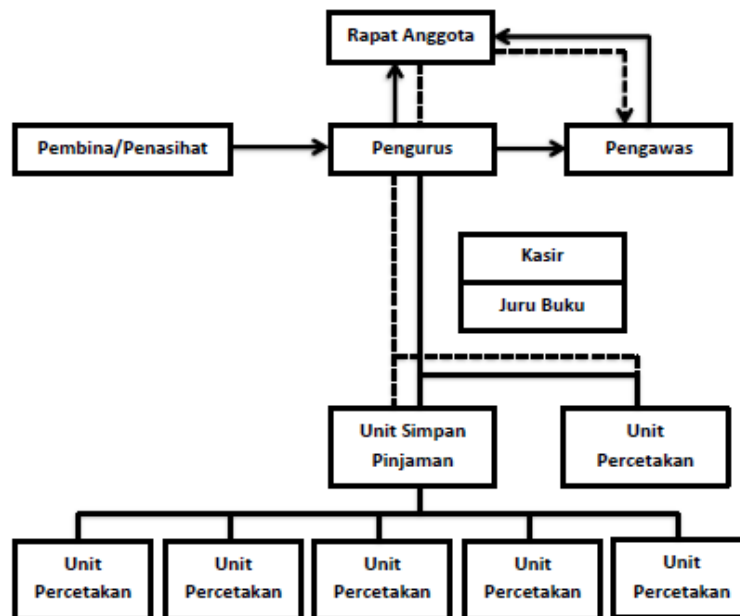 Rapat Anggota
Pembina/Penasihat
Pengurus
Pengawas
Kasir
Juru Buku
Unit Simpan
Pinjaman
Unit
Percetakan
Unit
Percetakan
Unit
Percetakan
Unit
Percetakan
Unit
Percetakan
Unit
Percetakan